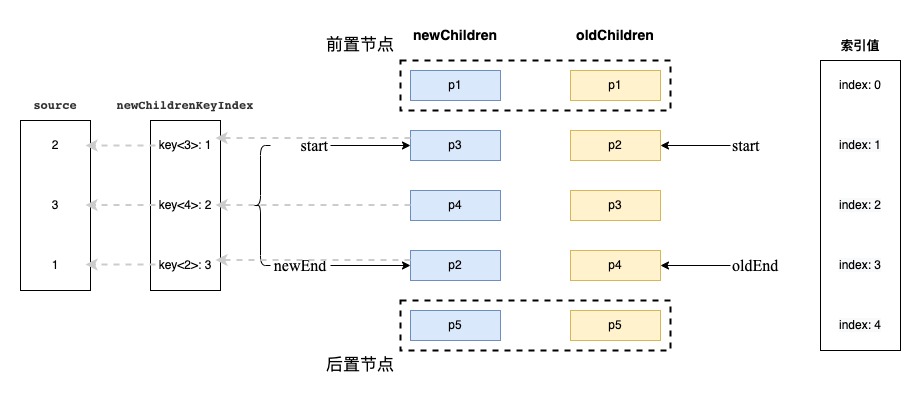 前置节点
newChildren
oldChildren
索引值
p1
p1
index: 0
source
newChildrenKeyIndex
2
key<3>: 1
start
p3
p2
start
index: 1
3
key<4>: 2
p4
p3
index: 2
1
key<2>: 3
newEnd
p2
p4
oldEnd
index: 3
p5
p5
index: 4
后置节点